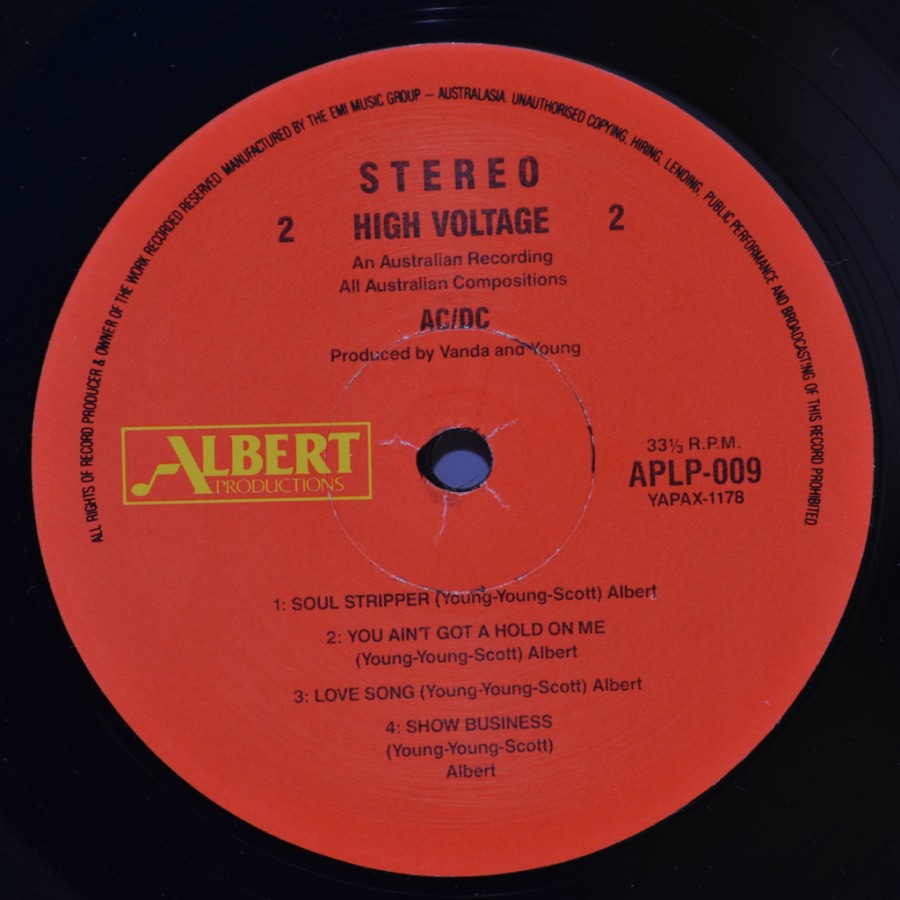 ALL RIGHTS OF RECORD PRODUCER & OWNER OF THE WORK RECORDED RESERVED MANUFACTURED BY THE EMI MUSIC GROUP – AUSTRALASIA. UNAUTHORISED COPYING, HIRING, LENDING, PUBLIC PERFORMANCE AND BROADCASTING OF THIS RECORD PROHIBITED.
STEREO
2 HIGH VOLTAGE 2
An Australian Recording
All Australian Compositions
AC/DC
Produced by Vanda and Young
ALBERT
PRODUCTIONS
33⅓ R.P.M.
APLP-009
YAPAX-1178
1: SOUL STRIPPER (Young-Young-Scott) Albert
2: YOU AIN'T GOT A HOLD ON ME
(Young-Young-Scott) Albert
3: LOVE SONG (Young-Young-Scott) Albert
4: SHOW BUSINESS
(Young-Young-Scott)
Albert